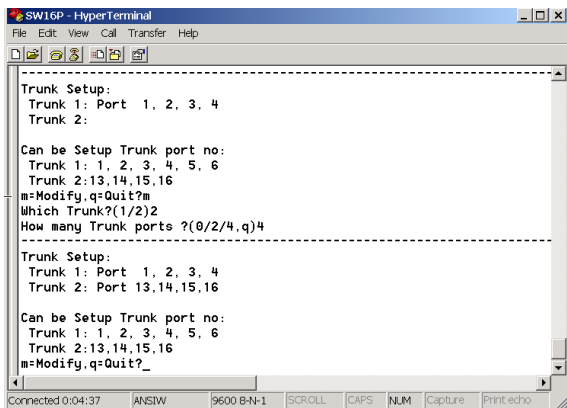 SW16P - HyperTerminal
File Edit View Call Transfer Help
Trunk Setup:
Trunk 1: Port 1, 2, 3, 4
Trunk 2:
Can be Setup Trunk port no:
Trunk 1: 1, 2, 3, 4, 5, 6
Trunk 2:13,14,15,16
m=Modify,q=Quit?m
Which Trunk?(1/2)2
How many Trunk ports ?(0/2/4,q)4
Trunk Setup:
Trunk 1: Port 1, 2, 3, 4
Trunk 2: Port 13,14,15,16
Can be Setup Trunk port no:
Trunk 1: 1, 2, 3, 4, 5, 6
Trunk 2:13,14,15,16
m=Modify,q=Quit?_
Connected 0:04:37 ANSIW 9600 8-N-1 SCROLL CAPS NUM Capture Print echo